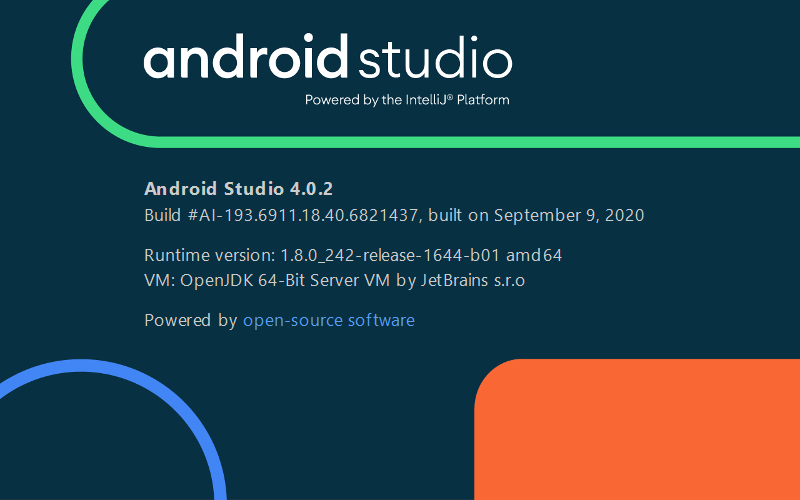 android studio
Powered by the IntelliJ® Platform
Android Studio 4.0.2
Build #AI-193.6911.18.40.6821437, built on September 9, 2020
Runtime version: 1.8.0_242-release-1644-b01 amd64
VM: OpenJDK 64-Bit Server VM by JetBrains s.r.o
Powered by open-source software